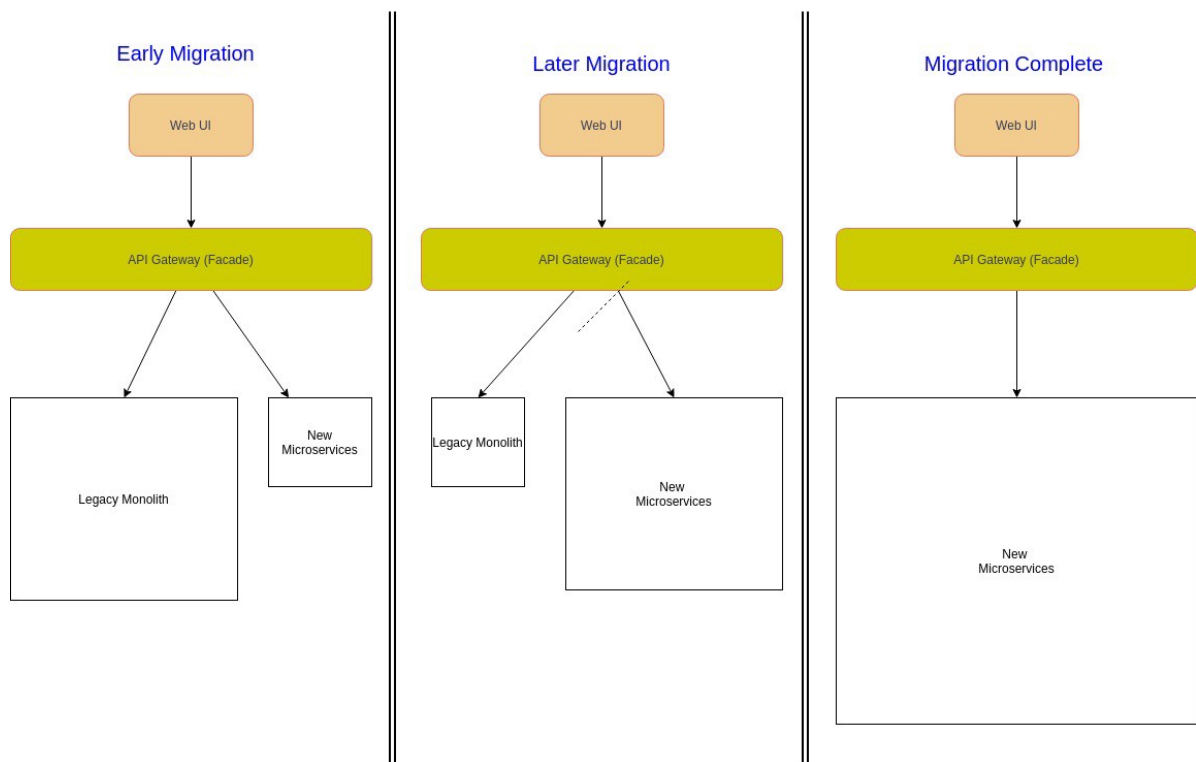 Early Migration
Web UI
API Gateway (Facade)
Legacy Monolith
New
Microservices
Later Migration
Web UI
API Gateway (Facade)
Legacy Monolith
New
Microservices
Migration Complete
Web UI
API Gateway (Facade)
New
Microservices